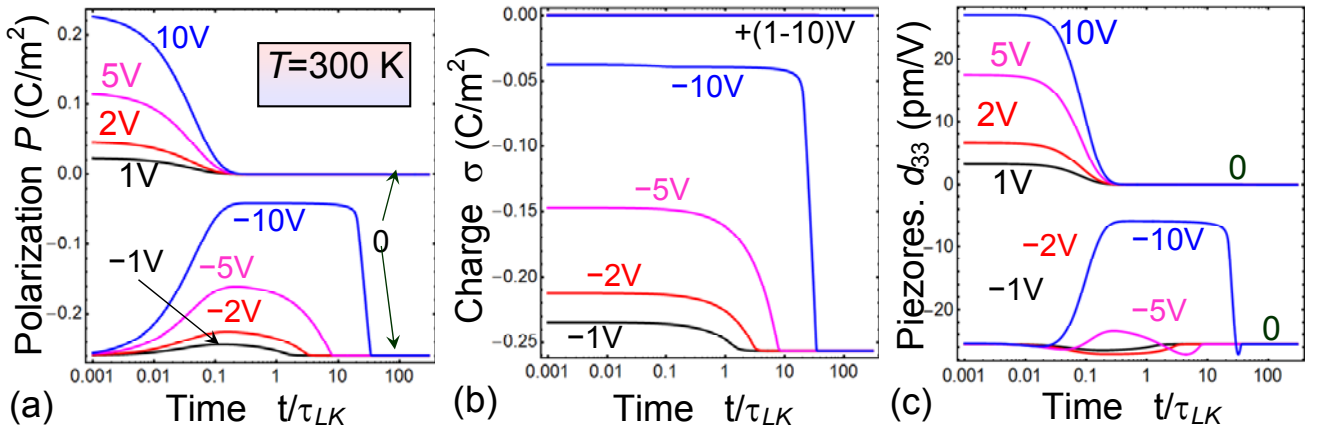 Polarization P (C/m²)
0.2
0.1
0.0
−0.1
−0.2
10V
5V
2V
1V
T=300 K
−10V
−5V
−2V
−1V
0
0.001 0.01 0.1 1 10 100
(a) Time t/τLK
Charge σ (C/m²)
0.00
−0.05
−0.10
−0.15
−0.20
−0.25
+(1-10)V
−10V
−5V
−2V
−1V
0.001 0.01 0.1 1 10 100
(b) Time t/τLK
Piezores. d33 (pm/V)
20
10
0
−10
−20
10V
5V
2V
1V
0
−2V
−10V
−1V
−5V
0
0.001 0.01 0.1 1 10 100
(c) Time t/τLK